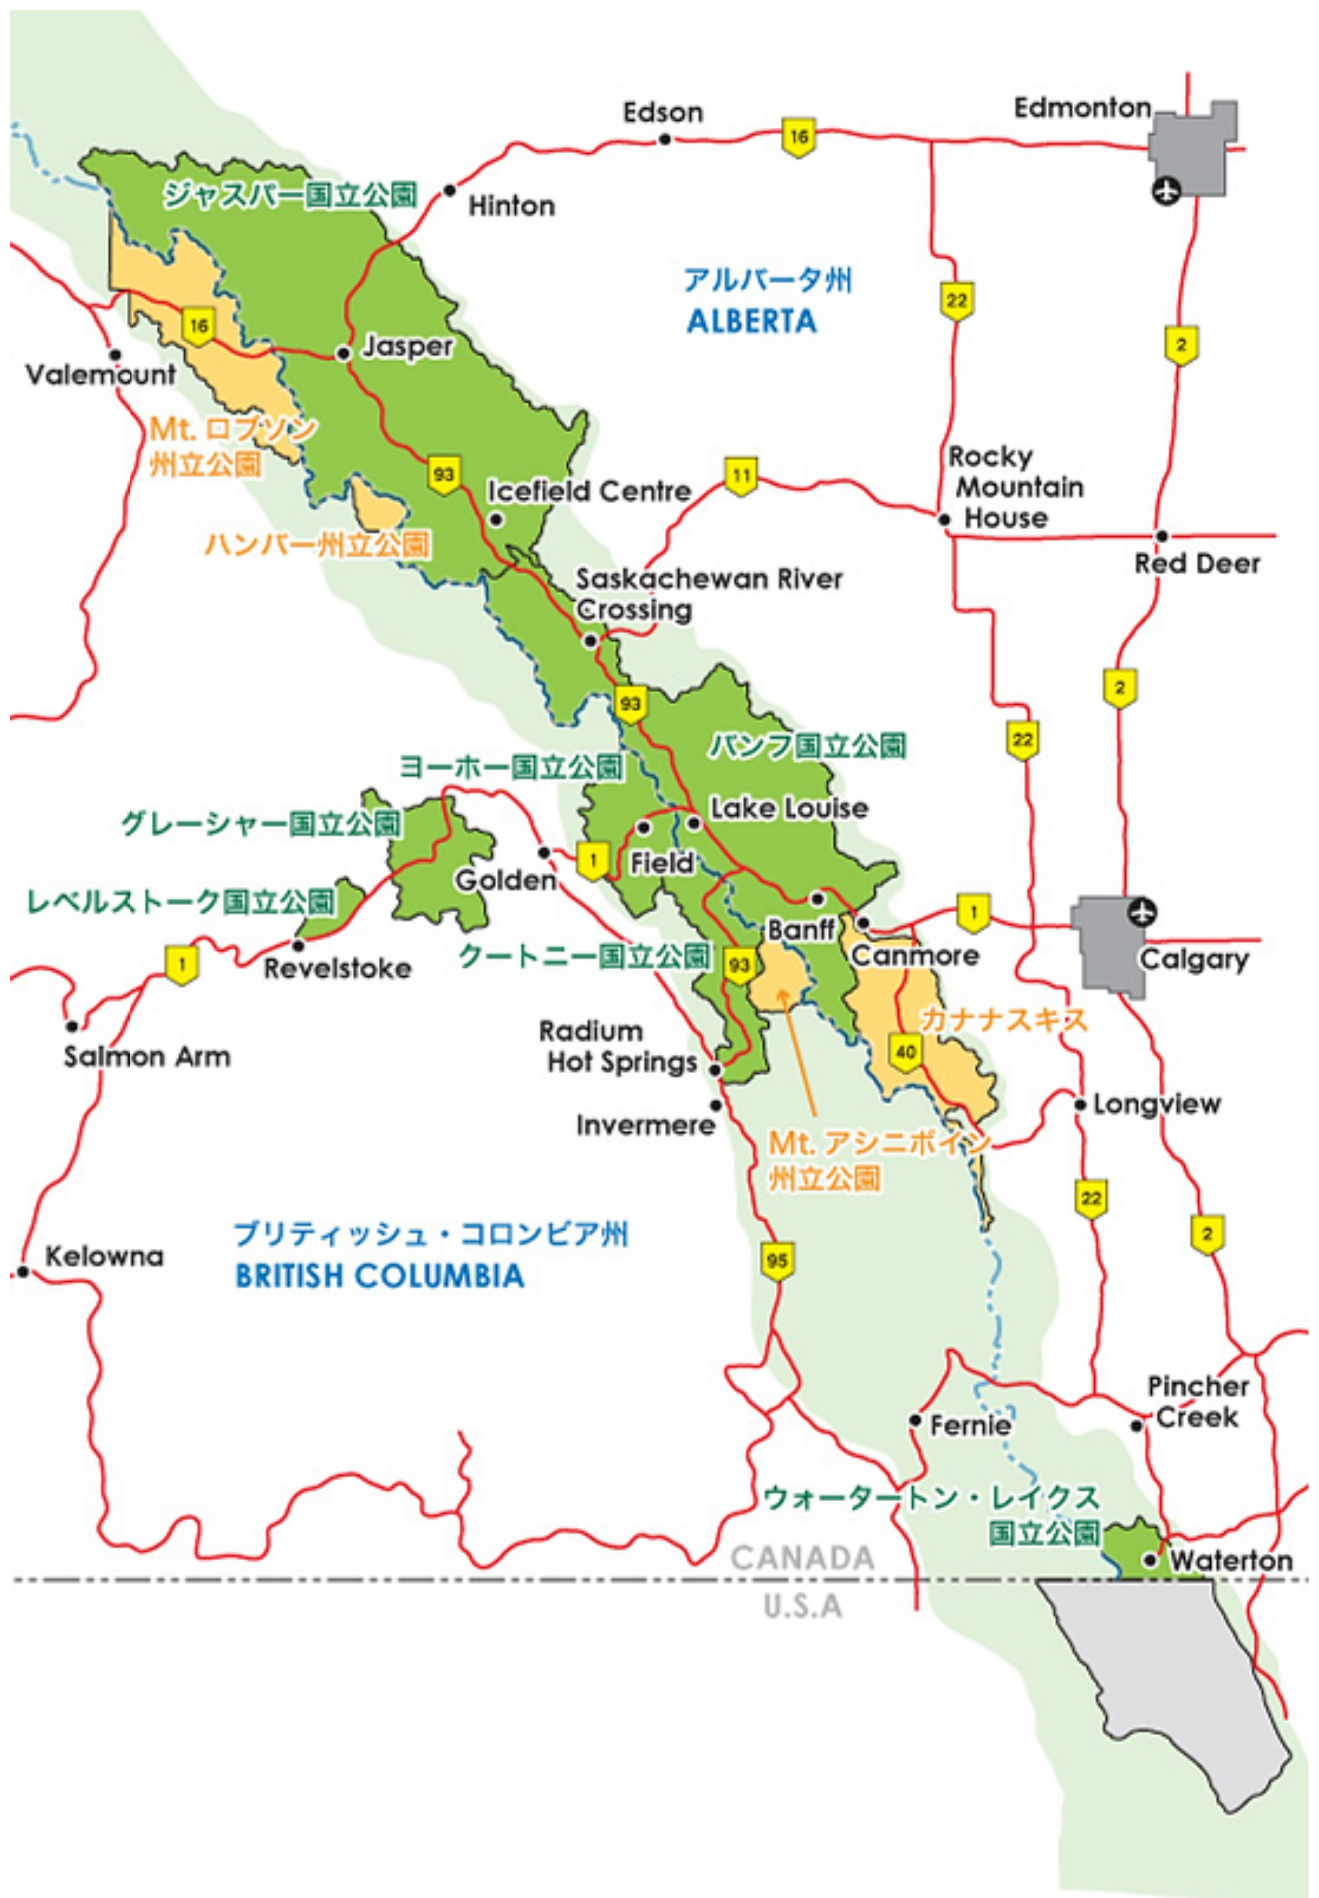 Edson
16
Edmonton
ジャスパー国立公園
Hinton
アルバータ州
ALBERTA
22
16
2
Jasper
Valemount
Mt. ロブソン
州立公園
93
Icefield Centre
11
Rocky
Mountain
House
ハンバー州立公園
Red Deer
Saskachewan River
Crossing
93
2
22
バンフ国立公園
ヨーホー国立公園
グレーシャー国立公園
Lake Louise
1
Field
Golden
レベルストーク国立公園
Banff
1
Canmore
クートニー国立公園
93
1
Revelstoke
Calgary
カナナスキス
Radium
Hot Springs
40
Salmon Arm
Invermere
Longview
Mt. アシニボイン
州立公園
22
ブリティッシュ・コロンビア州
BRITISH COLUMBIA
2
Kelowna
95
Pincher
Creek
Fernie
ウォータートン・レイクス
国立公園
CANADA
Waterton
U.S.A